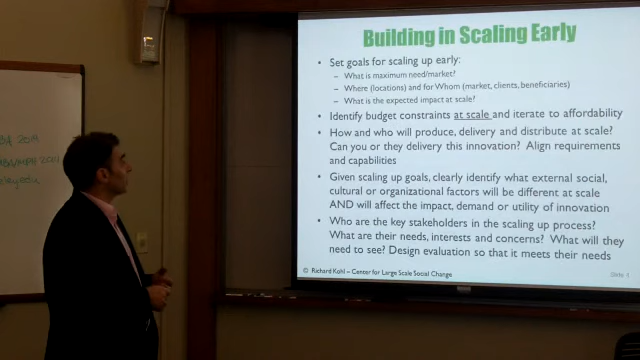 Building in Scaling Early
• Set goals for scaling up early:
– What is maximum need/market?
– Where (locations) and for Whom (market, clients, beneficiaries)
– What is the expected impact at scale?
• Identify budget constraints at scale and iterate to affordability
• How and who will produce, delivery and distribute at scale?
Can you or they delivery this innovation? Align requirements
and capabilities
• Given scaling up goals, clearly identify what external social,
cultural or organizational factors will be different at scale
AND will affect the impact, demand or utility of innovation
• Who are the key stakeholders in the scaling up process?
What are their needs, interests and concerns? What will they
need to see? Design evaluation so that it meets their needs
© Richard Kohl – Center for Large Scale Social Change
Slide